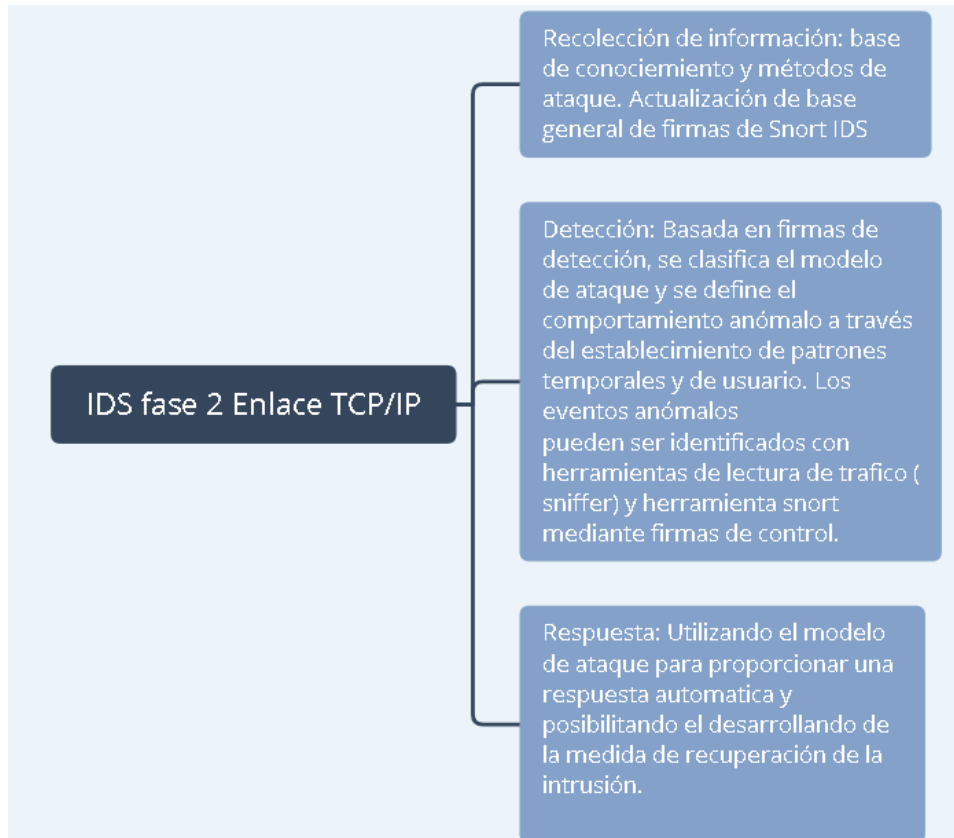 Recolección de información: base
de conociemiento y métodos de
ataque. Actualización de base
general de firmas de Snort IDS
Detección: Basada en firmas de
detección, se clasifica el modelo
de ataque y se define el
comportamiento anómalo a través
del establecimiento de patrones
temporales y de usuario. Los
eventos anómalos
pueden ser identificados con
herramientas de lectura de trafico (
sniffer) y herramienta snort
mediante firmas de control.
IDS fase 2 Enlace TCP/IP
Respuesta: Utilizando el modelo
de ataque para proporcionar una
respuesta automatica y
posibilitando el desarrollando de
la medida de recuperación de la
intrusión.